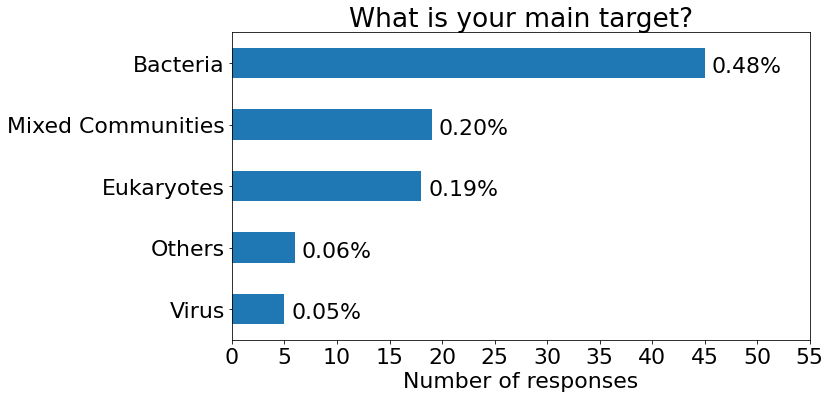 What is your main target?
Bacteria
0.48%
Mixed Communities
0.20%
Eukaryotes
0.19%
Others
0.06%
Virus
0.05%
0 5 10 15 20 25 30 35 40 45 50 55
Number of responses